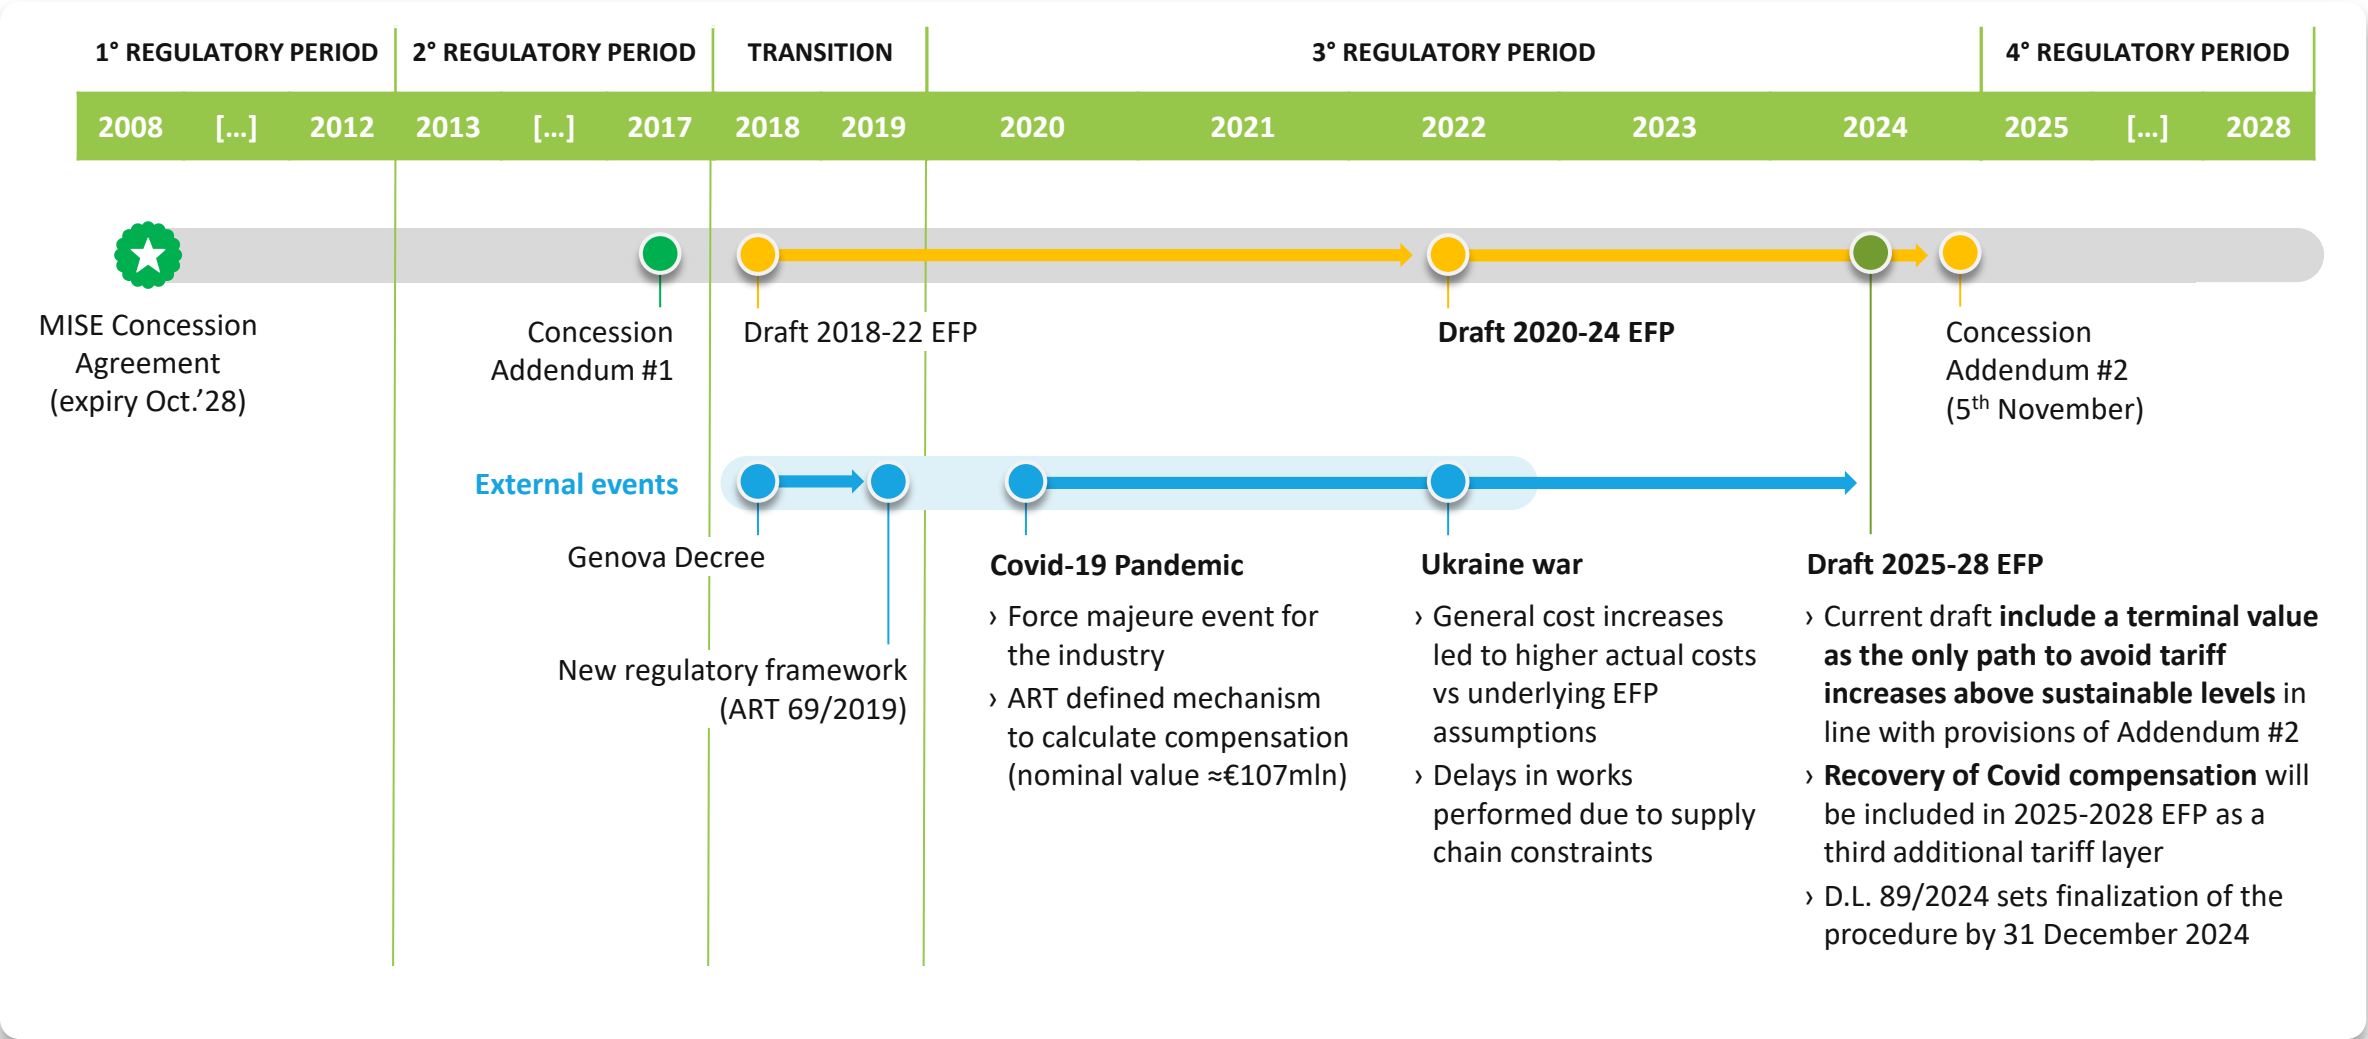 1° REGULATORY PERIOD
2° REGULATORY PERIOD
TRANSITION
3° REGULATORY PERIOD
4° REGULATORY PERIOD
2008
[...]
2012
2013
[...]
2017
2018
2019
2020
2021
2022
2023
2024
2025
[...]
2028
MISE Concession
Agreement
(expiry Oct.’28)
Concession
Addendum #1
Draft 2018-22 EFP
Draft 2020-24 EFP
Concession
Addendum #2
(5th November)
External events
Genova Decree
New regulatory framework
(ART 69/2019)
Covid-19 Pandemic
› Force majeure event for
the industry
› ART defined mechanism
to calculate compensation
(nominal value ≈€107mln)
Ukraine war
› General cost increases
led to higher actual costs
vs underlying EFP
assumptions
› Delays in works
performed due to supply
chain constraints
Draft 2025-28 EFP
› Current draft include a terminal value
as the only path to avoid tariff
increases above sustainable levels in
line with provisions of Addendum #2
› Recovery of Covid compensation will
be included in 2025-2028 EFP as a
third additional tariff layer
› D.L. 89/2024 sets finalization of the
procedure by 31 December 2024